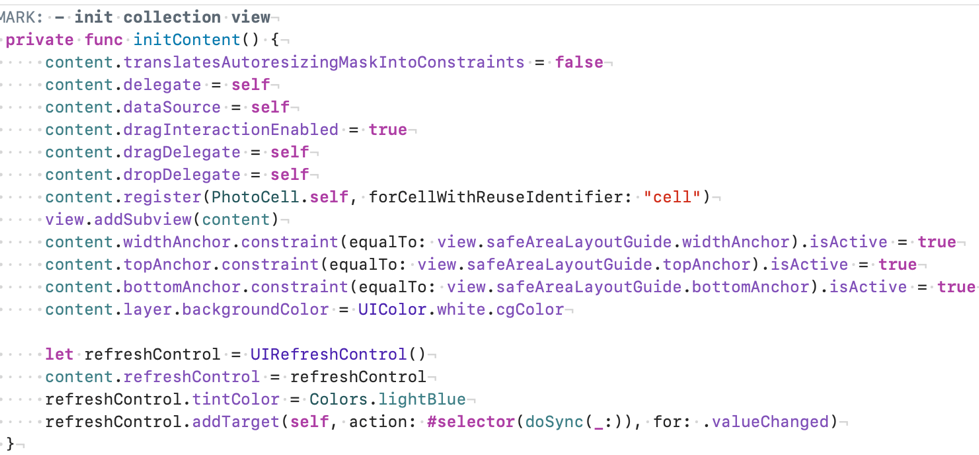 MARK: - init collection view
private func initContent() {
content.translatesAutoresizingMaskIntoConstraints = false
content.delegate = self
content.dataSource = self
content.dragInteractionEnabled = true
content.dragDelegate = self
content.dropDelegate = self
content.register(PhotoCell.self, forCellWithReuseIdentifier: "cell")
view.addSubview(content)
content.widthAnchor.constraint(equalTo: view.safeAreaLayoutGuide.widthAnchor).isActive = true
content.topAnchor.constraint(equalTo: view.safeAreaLayoutGuide.topAnchor).isActive = true
content.bottomAnchor.constraint(equalTo: view.safeAreaLayoutGuide.bottomAnchor).isActive = true
content.layer.backgroundColor = UIColor.white.cgColor
let refreshControl = UIRefreshControl()
content.refreshControl = refreshControl
refreshControl.tintColor = Colors.lightBlue
refreshControl.addTarget(self, action: #selector(doSync(_:)), for: .valueChanged)
}